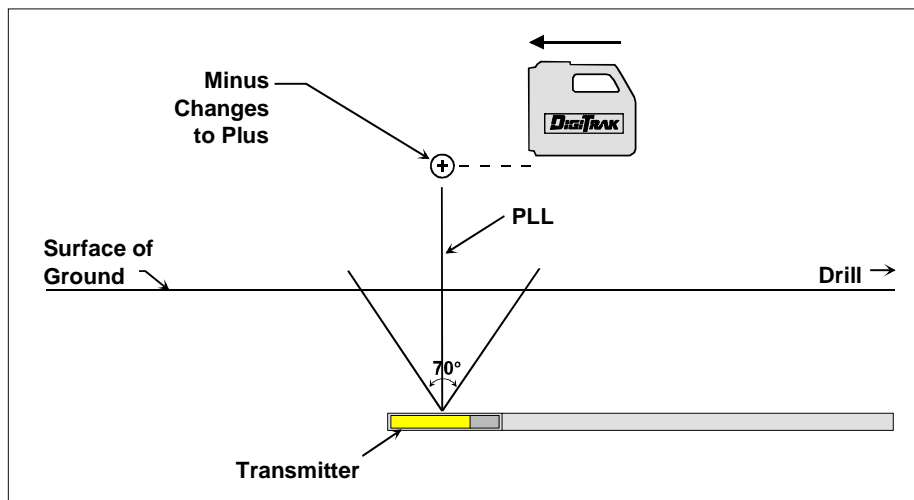 Minus
Changes
to Plus
DIGITRAK
PLL
Surface of
Ground
Drill
70°
Transmitter